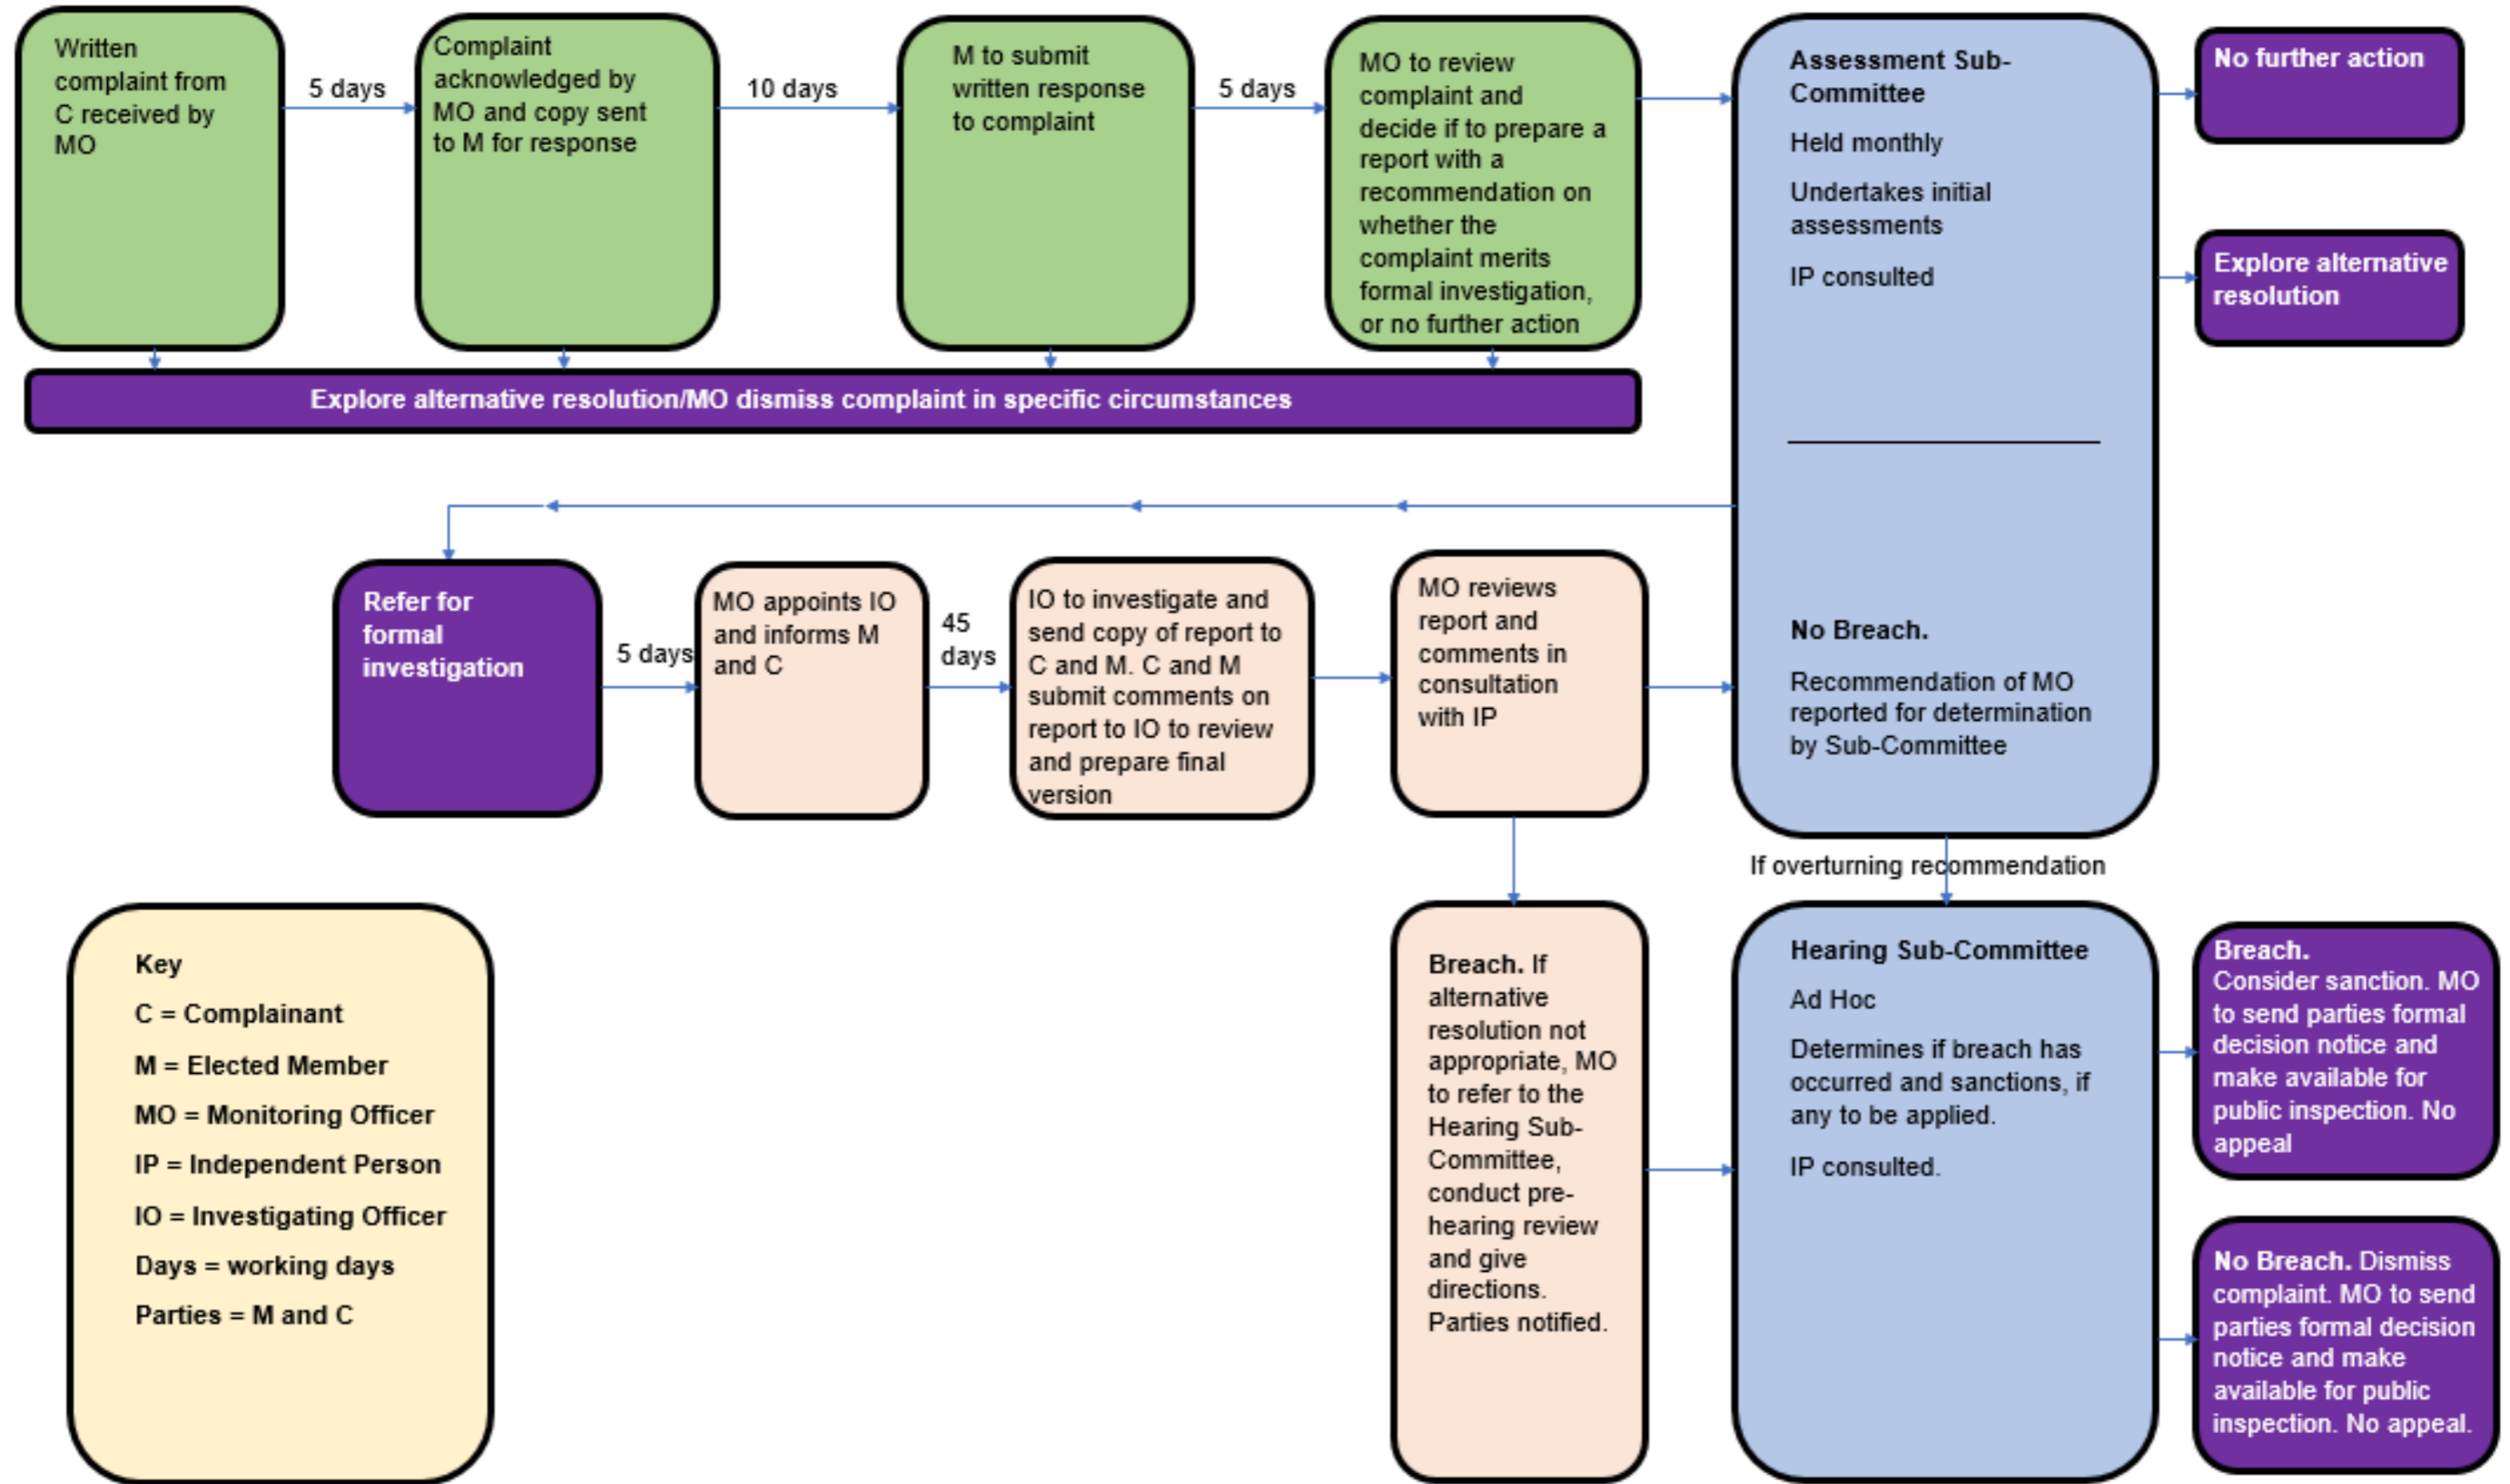 Written
complaint from
C received by
MO
5 days
Complaint
acknowledged by
MO and copy sent
to M for response
10 days
M to submit
written response
to complaint
5 days
MO to review
complaint and
decide if to prepare a
report with a
recommendation on
whether the
complaint merits
formal investigation,
or no further action
Assessment Sub-
Committee
Held monthly
Undertakes initial
assessments
IP consulted
No further action
Explore alternative
resolution
Explore alternative resolution/MO dismiss complaint in specific circumstances
Refer for
formal
investigation
5 days
MO appoints IO
and informs M
and C
45
days
IO to investigate and
send copy of report to
C and M. C and M
submit comments on
report to IO to review
and prepare final
version
MO reviews
report and
comments in
consultation
with IP
No Breach.
Recommendation of MO
reported for determination
by Sub-Committee
If overturning recommendation
Key
C = Complainant
M = Elected Member
MO = Monitoring Officer
IP = Independent Person
IO = Investigating Officer
Days = working days
Parties = M and C
Breach. If
alternative
resolution not
appropriate, MO
to refer to the
Hearing Sub-
Committee,
conduct pre-
hearing review
and give
directions.
Parties notified.
Hearing Sub-Committee
Ad Hoc
Determines if breach has
occurred and sanctions, if
any to be applied.
IP consulted.
Breach.
Consider sanction. MO
to send parties formal
decision notice and
make available for
public inspection. No
appeal
No Breach. Dismiss
complaint. MO to send
parties formal decision
notice and make
available for public
inspection. No appeal.